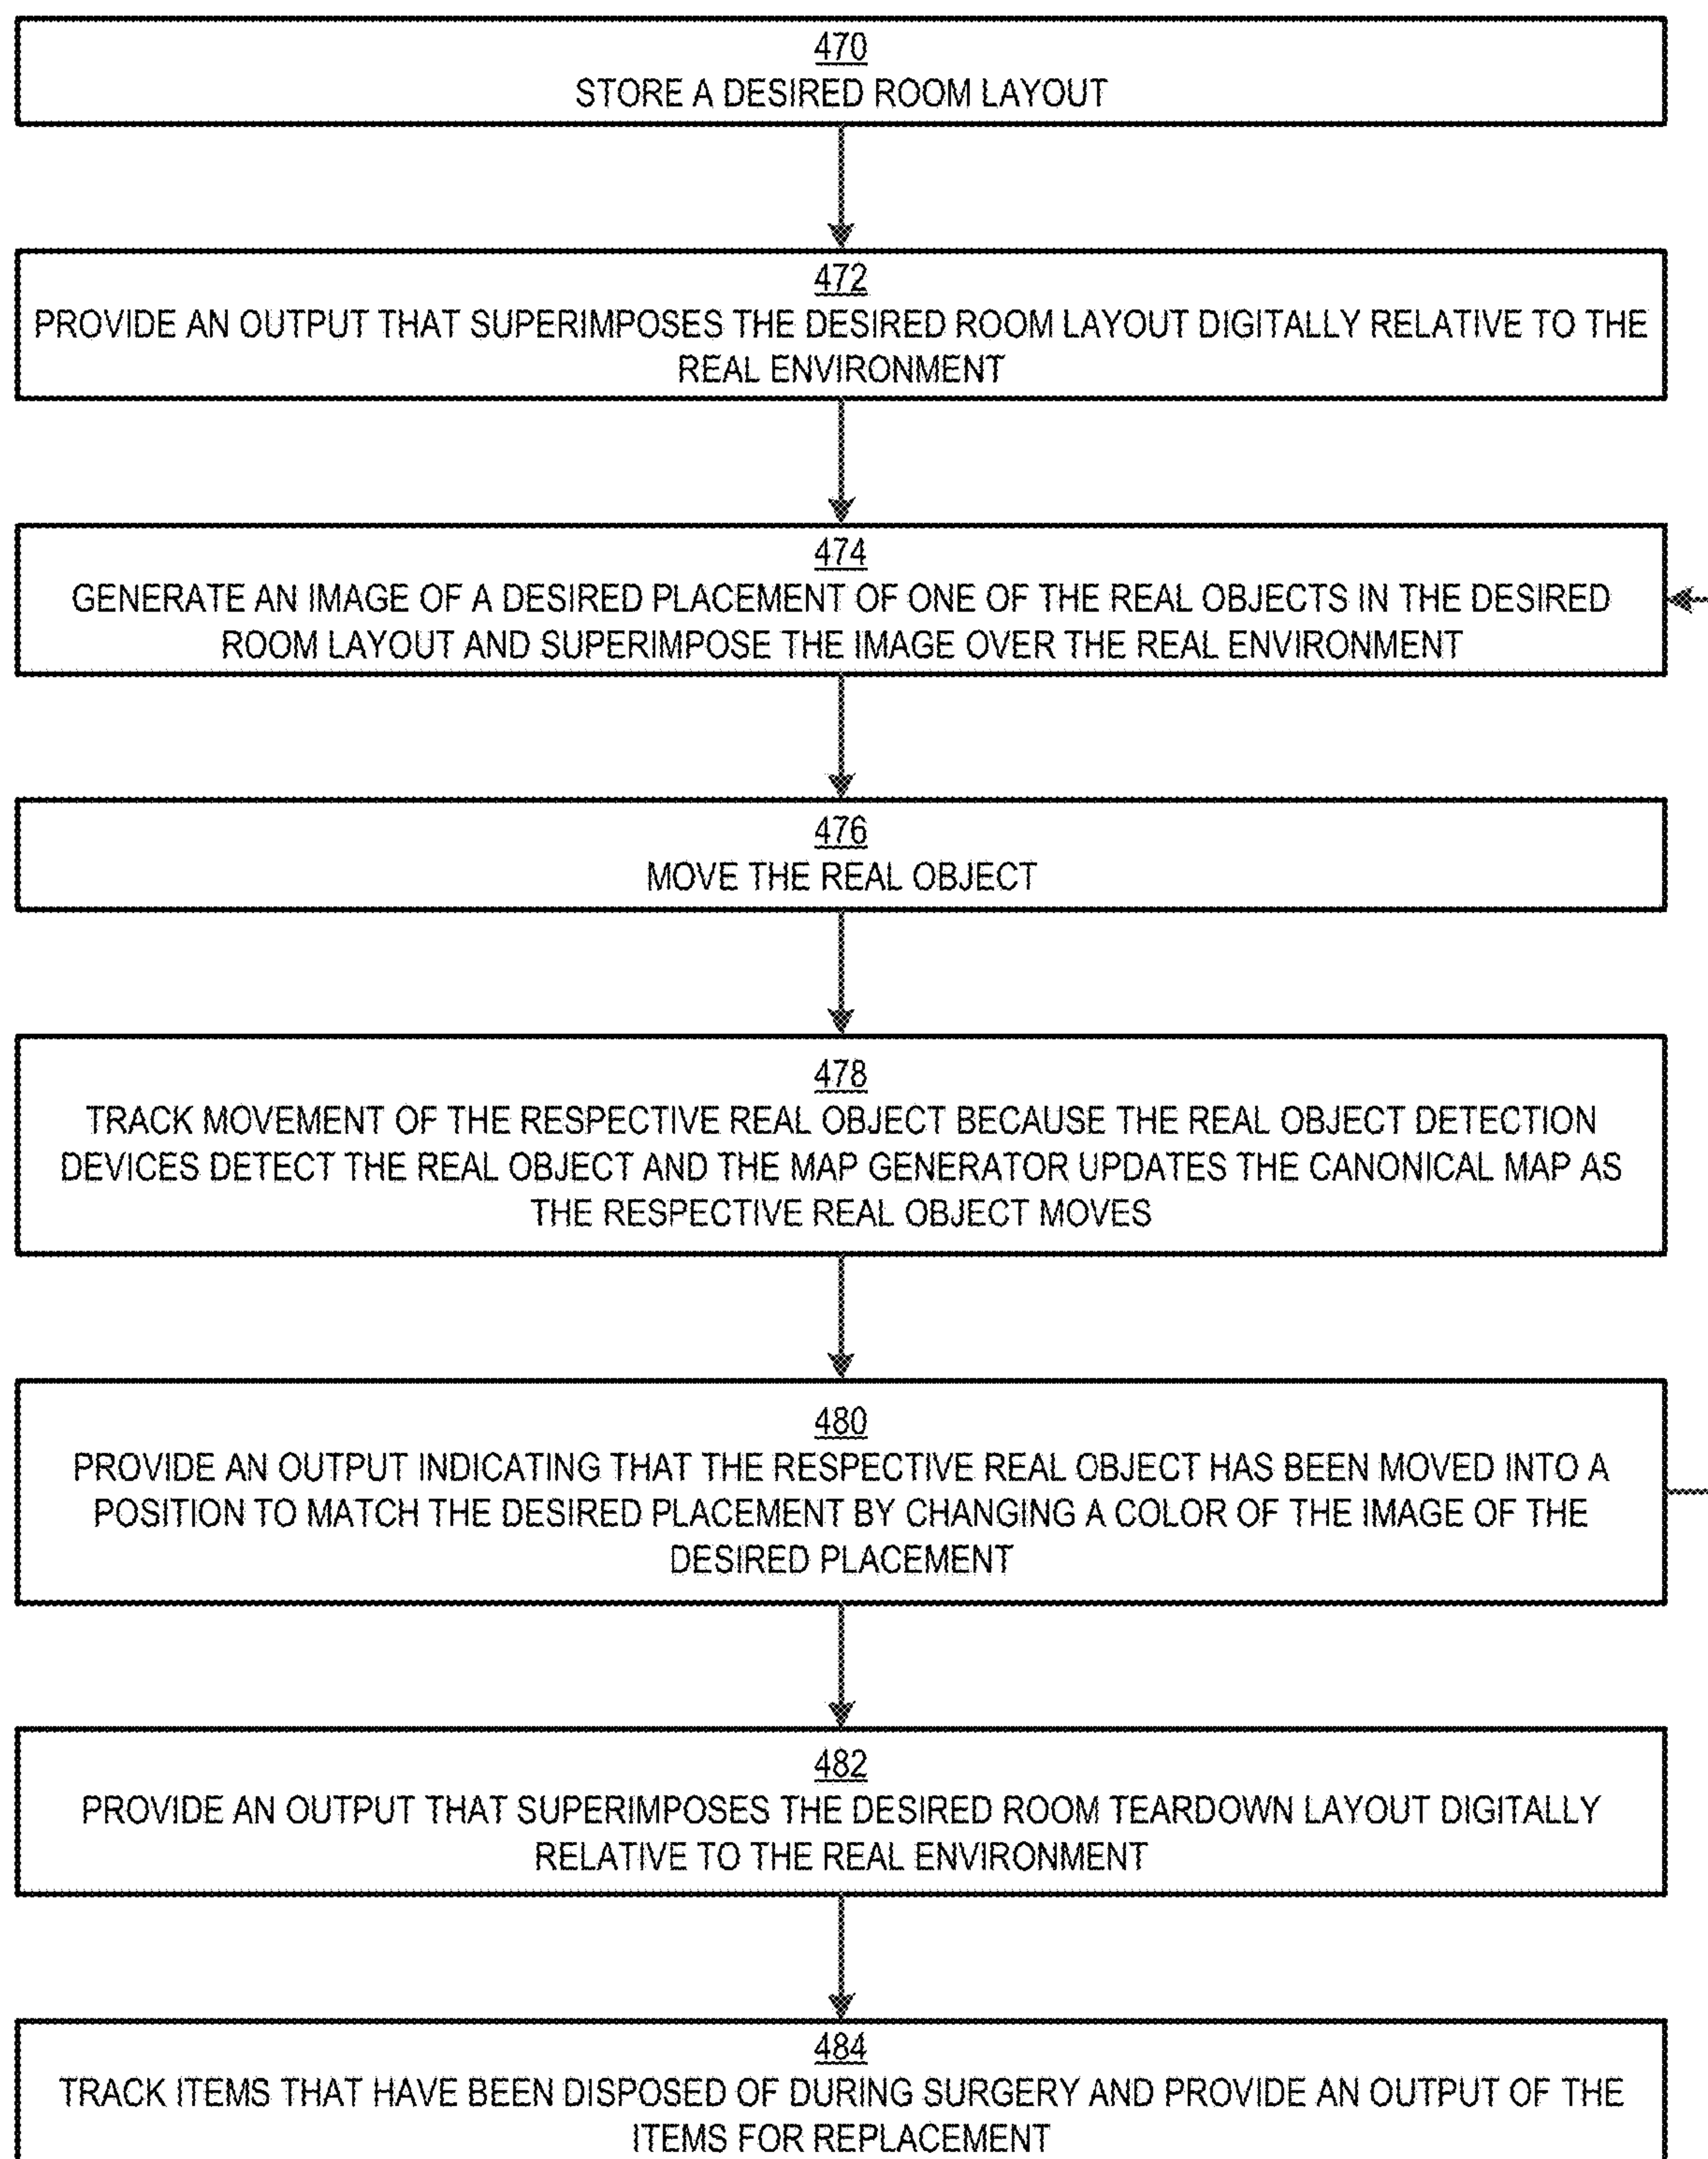 470
STORE A DESIRED ROOM LAYOUT
472
PROVIDE AN OUTPUT THAT SUPERIMPOSES THE DESIRED ROOM LAYOUT DIGITALLY RELATIVE TO THE
REAL ENVIRONMENT
474
GENERATE AN IMAGE OF A DESIRED PLACEMENT OF ONE OF THE REAL OBJECTS IN THE DESIRED
ROOM LAYOUT AND SUPERIMPOSE THE IMAGE OVER THE REAL ENVIRONMENT
476
MOVE THE REAL OBJECT
478
TRACK MOVEMENT OF THE RESPECTIVE REAL OBJECT BECAUSE THE REAL OBJECT DETECTION
DEVICES DETECT THE REAL OBJECT AND THE MAP GENERATOR UPDATES THE CANONICAL MAP AS
THE RESPECTIVE REAL OBJECT MOVES
480
PROVIDE AN OUTPUT INDICATING THAT THE RESPECTIVE REAL OBJECT HAS BEEN MOVED INTO A
POSITION TO MATCH THE DESIRED PLACEMENT BY CHANGING A COLOR OF THE IMAGE OF THE
DESIRED PLACEMENT
482
PROVIDE AN OUTPUT THAT SUPERIMPOSES THE DESIRED ROOM TEARDOWN LAYOUT DIGITALLY
RELATIVE TO THE REAL ENVIRONMENT
484
TRACK ITEMS THAT HAVE BEEN DISPOSED OF DURING SURGERY AND PROVIDE AN OUTPUT OF THE
ITEMS FOR REPLACEMENT